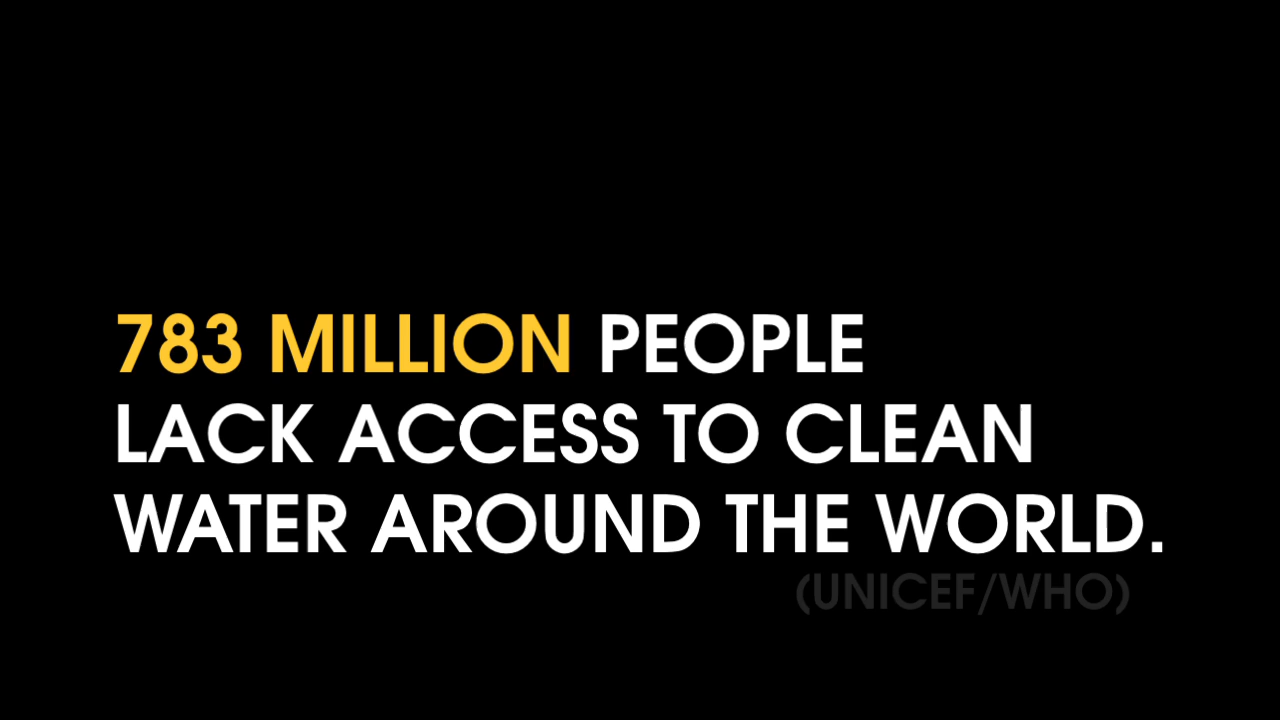 783 MILLION PEOPLE
LACK ACCESS TO CLEAN
WATER AROUND THE WORLD.
(UNICEF/WHO)